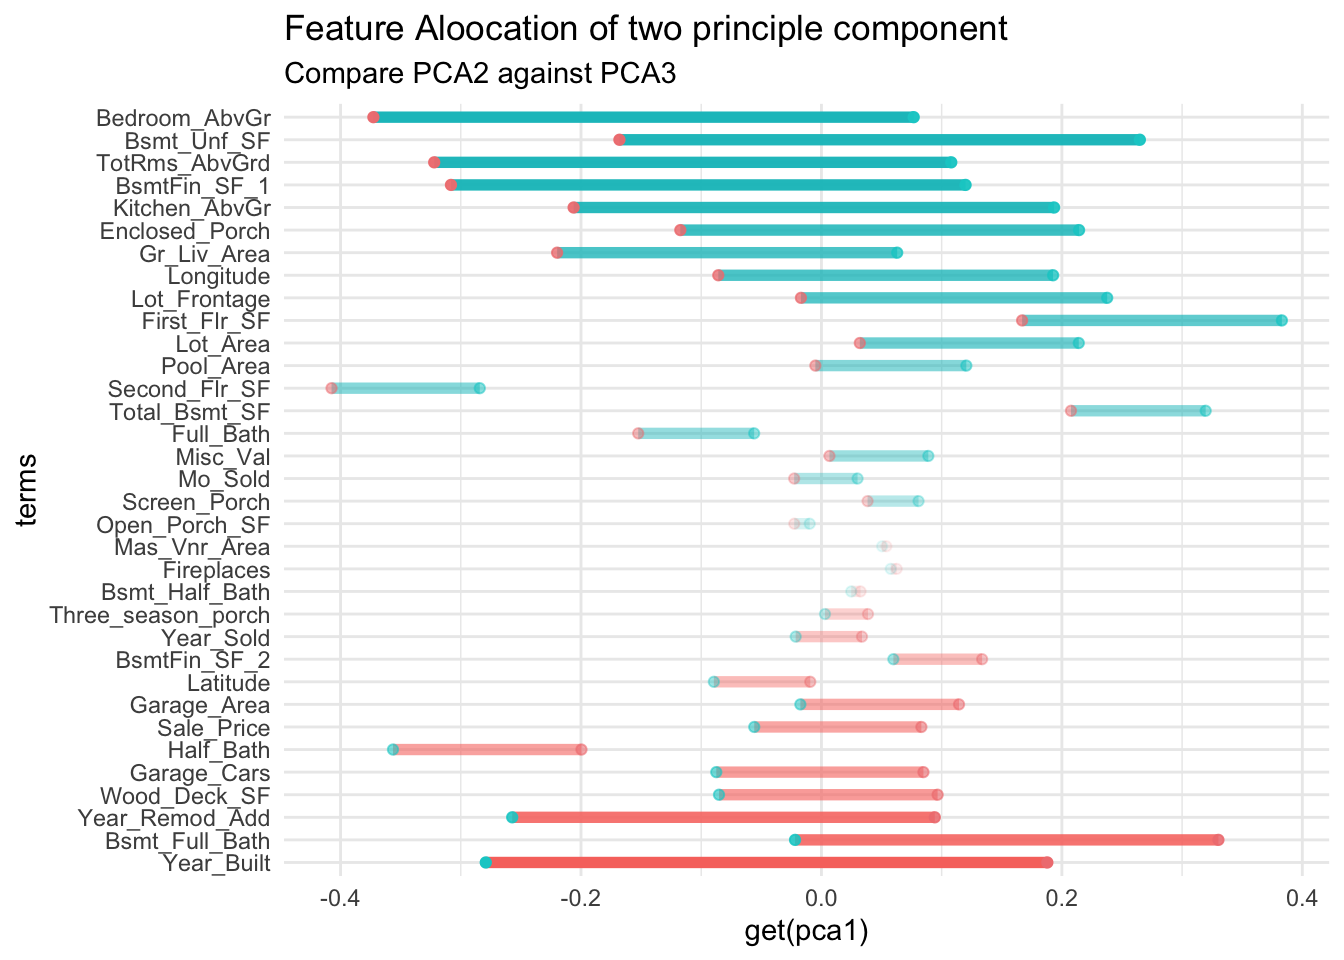 Feature Aloocation of two principle component
Compare PCA2 against PCA3
Bedroom_AbvGr
Bsmt_Unf_SF
TotRms_AbvGrd
BsmtFin_SF_1
Kitchen_AbvGr
Enclosed_Porch
Gr_Liv_Area
Longitude
Lot_Frontage
First_Flr_SF
Lot_Area
Pool_Area
Second_Flr_SF
Total_Bsmt_SF
Full_Bath
Misc_Val
Mo_Sold
Screen_Porch
Open_Porch_SF
Mas_Vnr_Area
Fireplaces
Bsmt_Half_Bath
Three_season_porch
Year_Sold
BsmtFin_SF_2
Latitude
Garage_Area
Sale_Price
Half_Bath
Garage_Cars
Wood_Deck_SF
Year_Remod_Add
Bsmt_Full_Bath
Year_Built
terms
-0.4 -0.2 0.0 0.2 0.4
get(pca1)